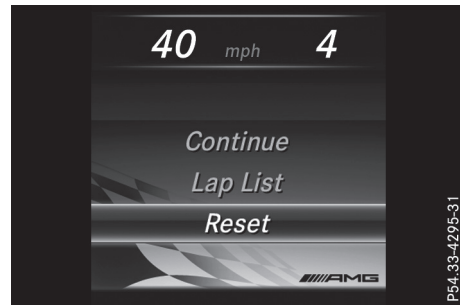 40 mph 4
Continue
Lap List
Reset
AMG
P54.33-4295-31